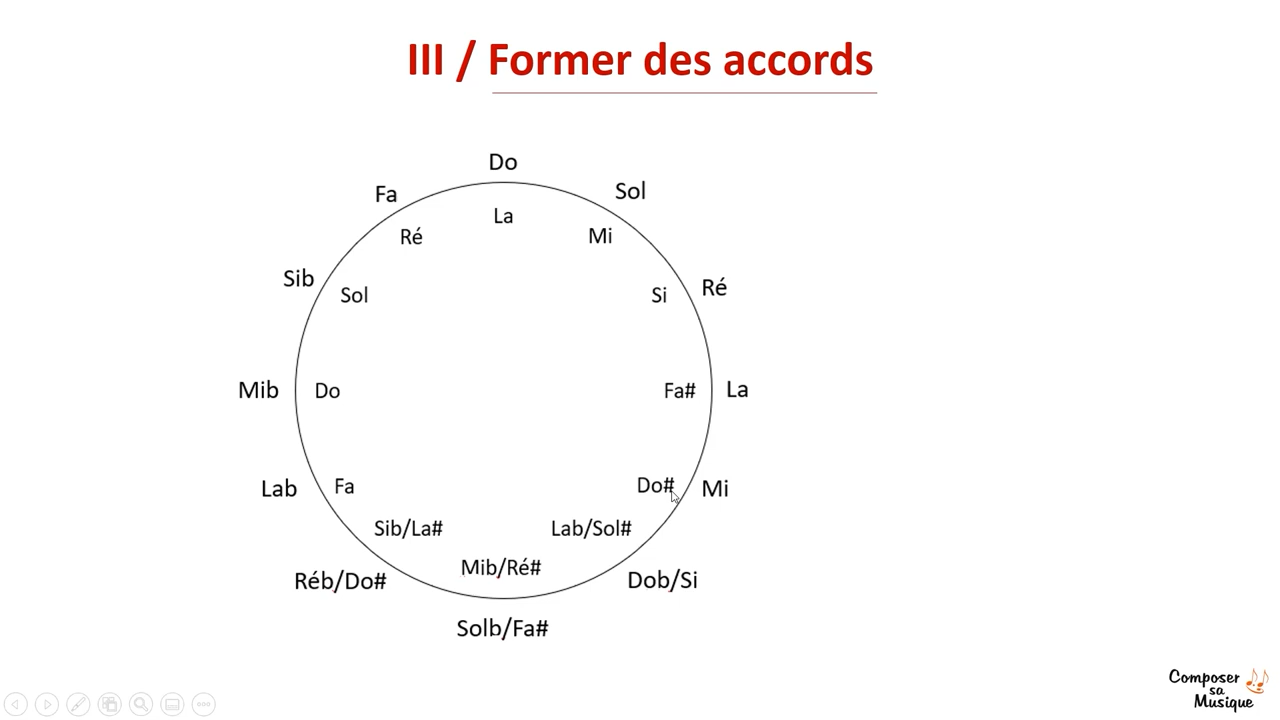 III / Former des accords
Do
Fa
Sol
La
Ré
Mi
Sib
Sol
Si
Ré
Mib
Do
Fa#
La
Lab
Fa
Do#
Mi
Sib/La#
Lab/Sol#
Mib/Ré#
Réb/Do#
Dob/Si
Solb/Fa#
Composer
sa
Musique